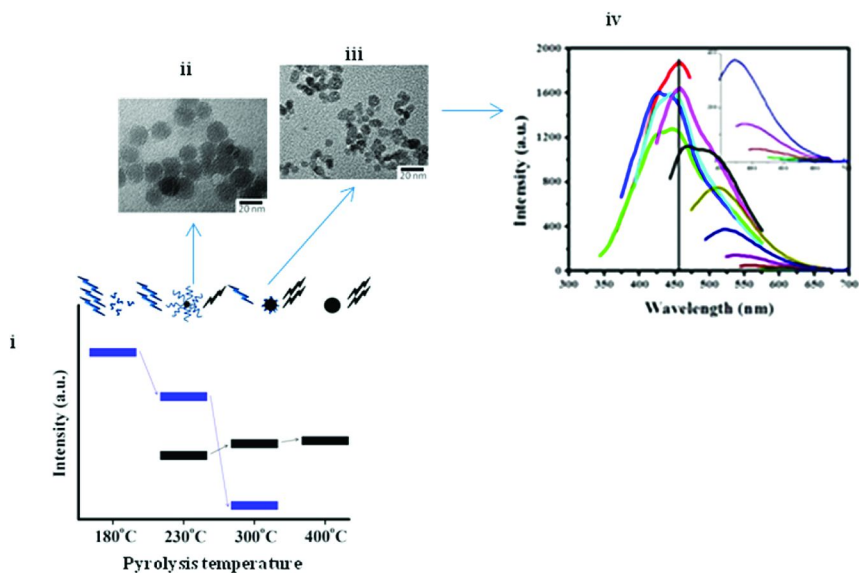 iv
ii
iii
20 nm
20 nm
2000
1600
1200
800
400
0
Intensity (a.u.)
300 350 400 450 500 550 600 650 700
Wavelength (nm)
i
Intensity (a.u.)
180°C 230°C 300°C 400°C
Pyrolysis temperature